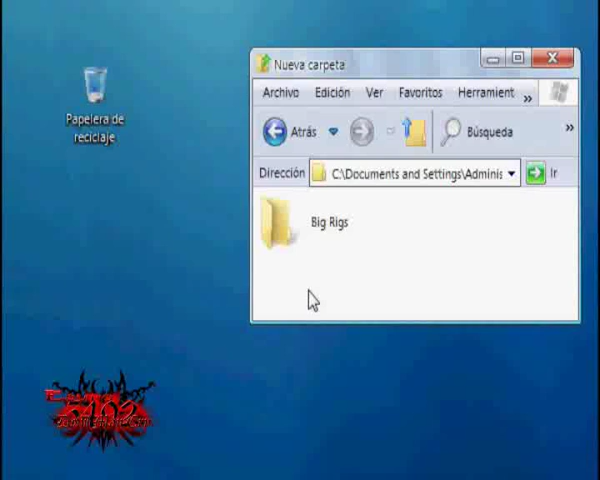 Nueva carpeta
Archivo Edición Ver Favoritos Herramient »
Atrás Búsqueda »
Dirección C:\Documents and Settings\Adminis Ir
Big Rigs
Papelera de
reciclaje